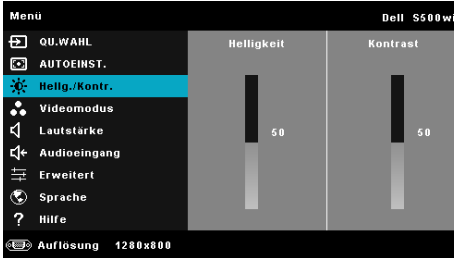 Menü
Dell S500wi
QU.WAHL
AUTOEINST.
Hellg./Kontr.
Videomodus
Lautstärke
Audioeingang
Erweitert
Sprache
Hilfe
Helligkeit
50
Kontrast
50
Auflösung 1280x800